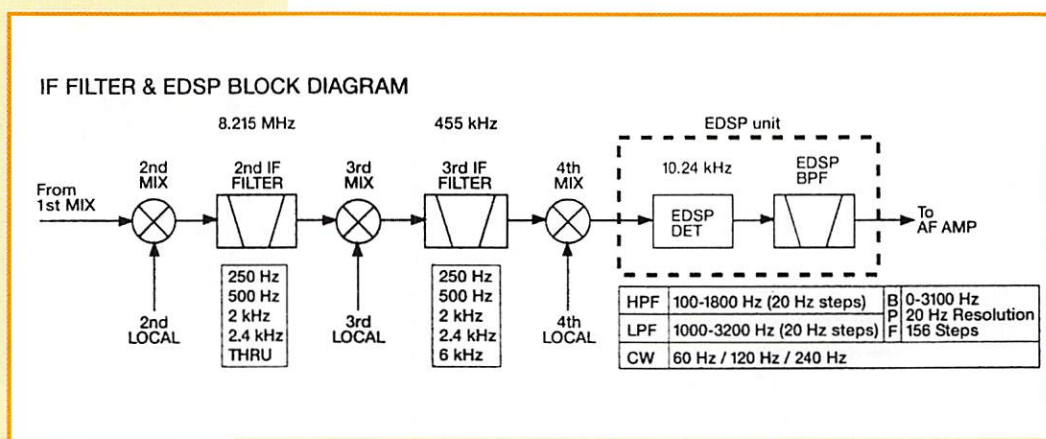 IF FILTER & EDSP BLOCK DIAGRAM
8.215 MHz
455 kHz
EDSP unit
From
1st MIX
2nd
MIX
2nd IF
FILTER
3rd
MIX
3rd IF
FILTER
4th
MIX
10.24 kHz
EDSP
DET
EDSP
BPF
To
AF AMP
2nd
LOCAL
250 Hz
500 Hz
2 kHz
2.4 kHz
THRU
3rd
LOCAL
250 Hz
500 Hz
2 kHz
2.4 kHz
6 kHz
4th
LOCAL
HPF 100-1800 Hz (20 Hz steps)
LPF 1000-3200 Hz (20 Hz steps)
BPF
0-3100 Hz
20 Hz Resolution
156 Steps
CW 60 Hz / 120 Hz / 240 Hz